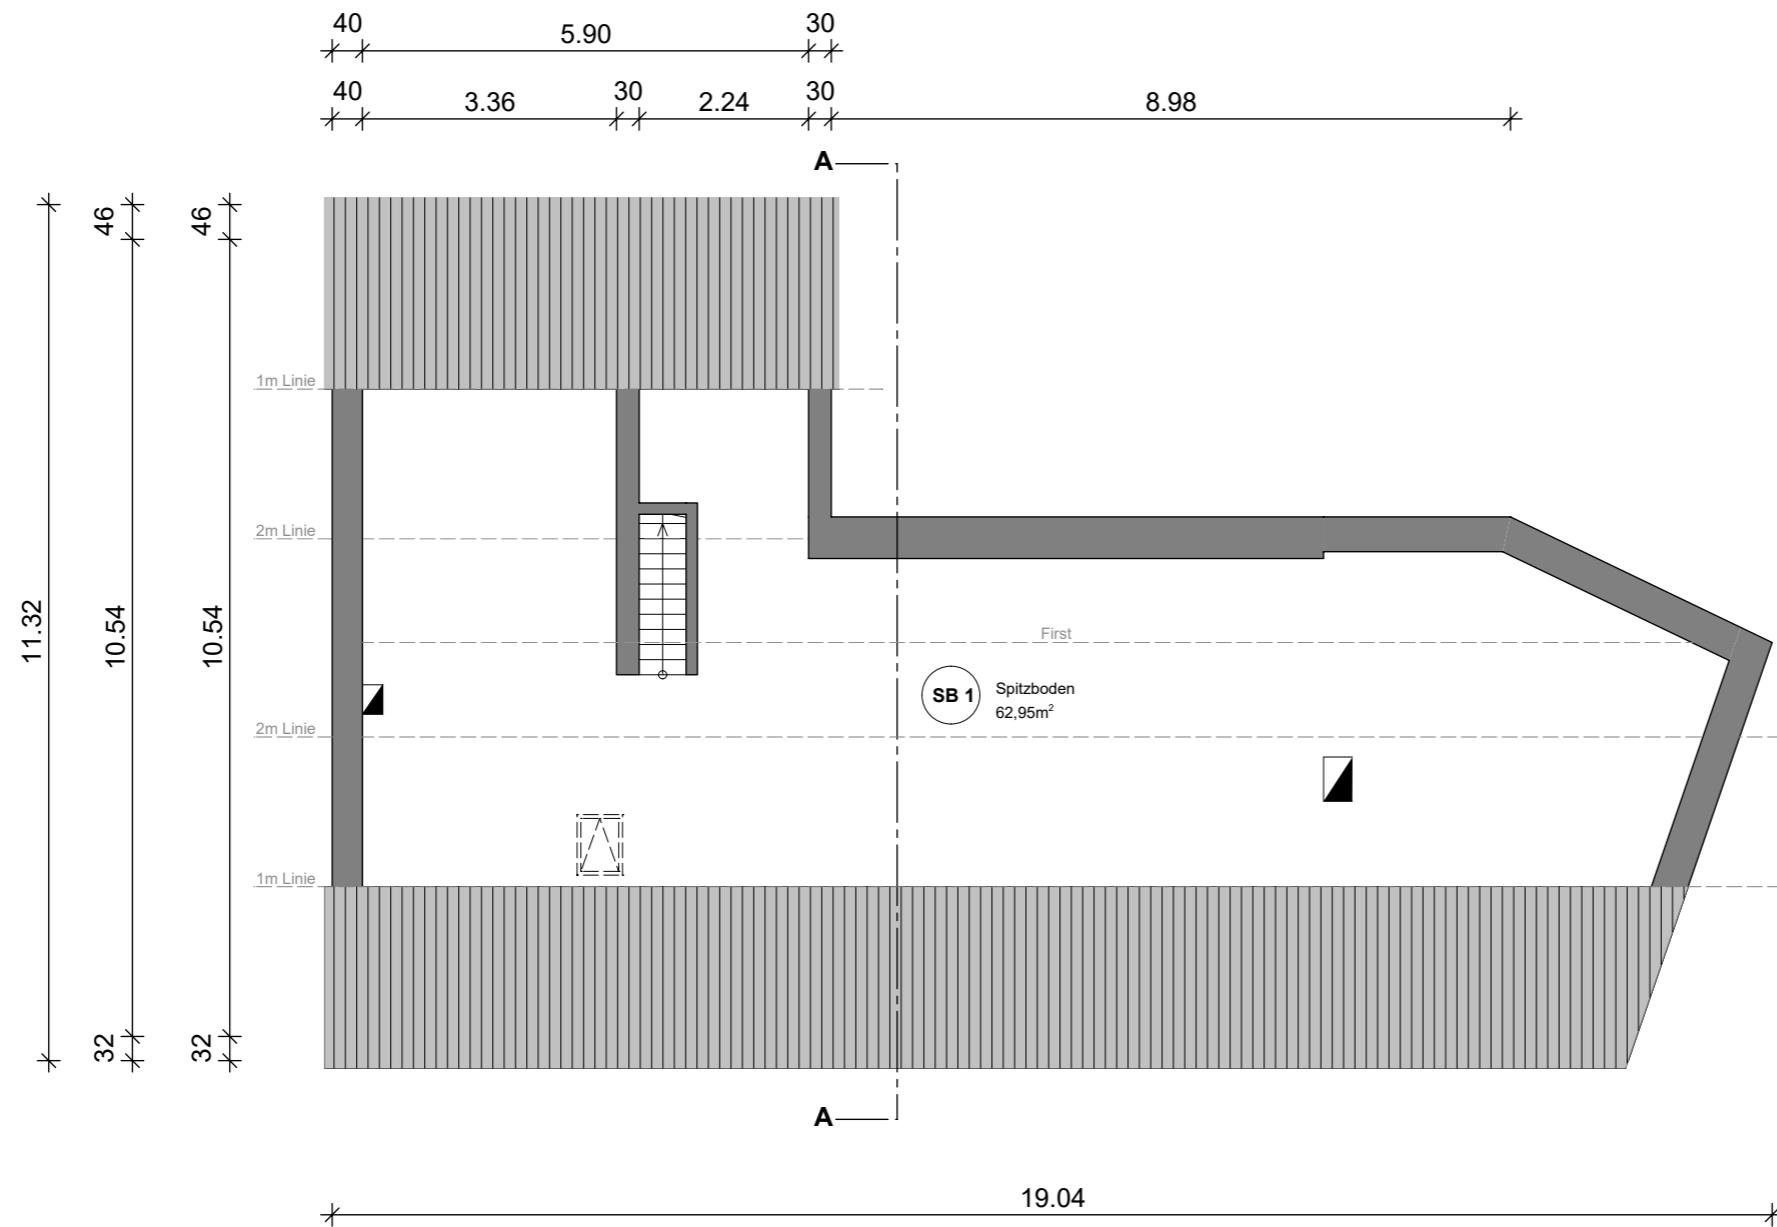 40 5.90 30
40 3.36 30 2.24 30 8.98
A
46 46
1m Linie
2m Linie
11.32 10.54 10.54
First
SB 1 Spitzboden
62,95m²
2m Linie
1m Linie
32 32
A
19.04